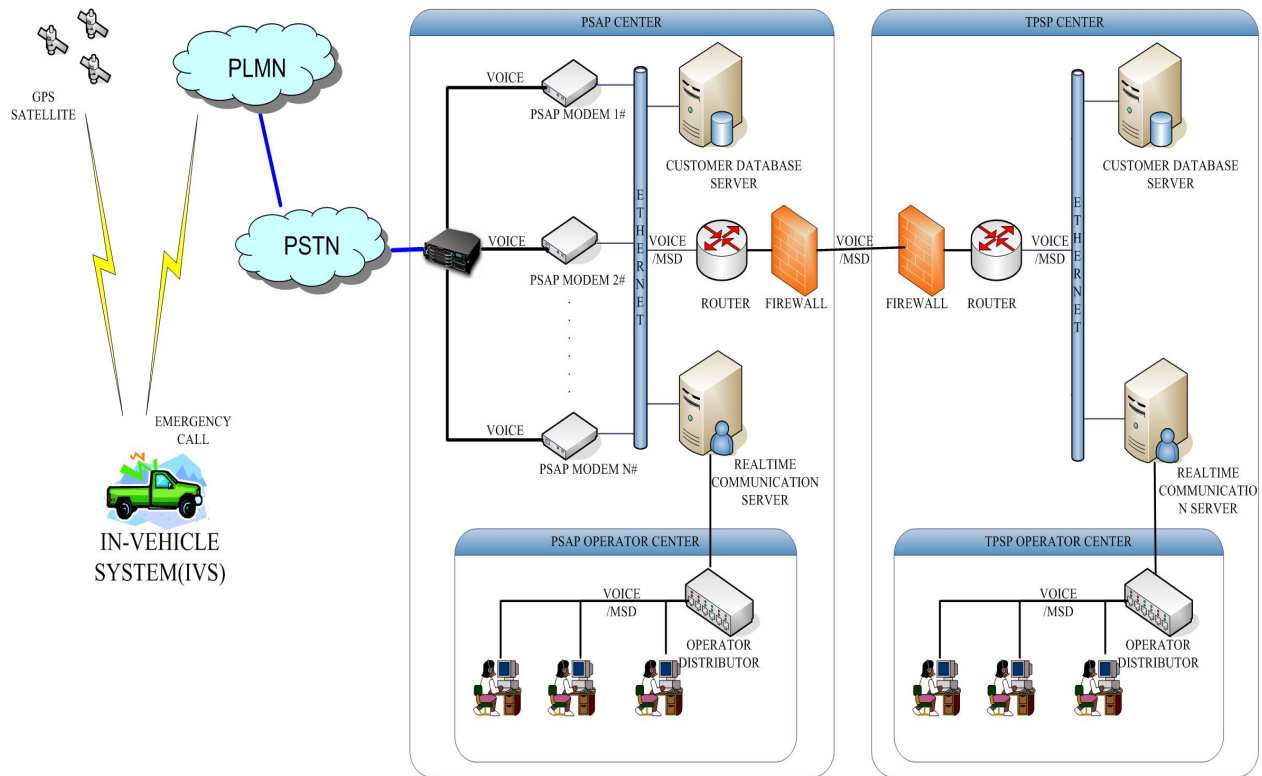 PSAP CENTER
TPSP CENTER
GPS
SATELLITE
PLMN
PSTN
EMERGENCY
CALL
IN-VEHICLE
SYSTEM(IVS)
VOICE
PSAP MODEM 1#
VOICE
PSAP MODEM 2#
VOICE
PSAP MODEM N#
ETHERNET
CUSTOMER DATABASE
SERVER
VOICE
/MSD
ROUTER
FIREWALL
VOICE
/MSD
REALTIME
COMMUNICATION
SERVER
PSAP OPERATOR CENTER
VOICE
/MSD
OPERATOR
DISTRIBUTOR
FIREWALL
ROUTER
VOICE
/MSD
ETHERNET
CUSTOMER DATABASE
SERVER
REALTIME
COMMUNICATIO
N SERVER
TPSP OPERATOR CENTER
VOICE
/MSD
OPERATOR
DISTRIBUTOR